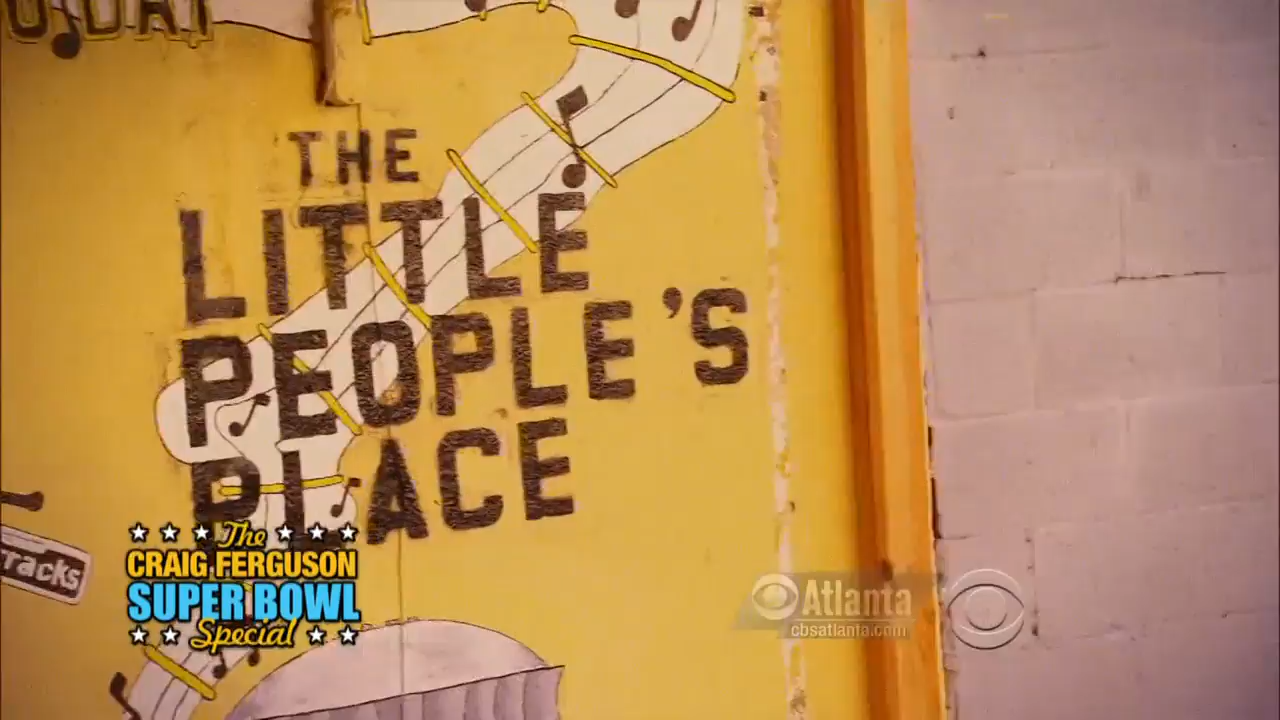 THE
LITTLE
PEOPLE'S
PLACE
racks
The
CRAIG FERGUSON
SUPER BOWL
Special
Atlanta
cbsatlanta.com